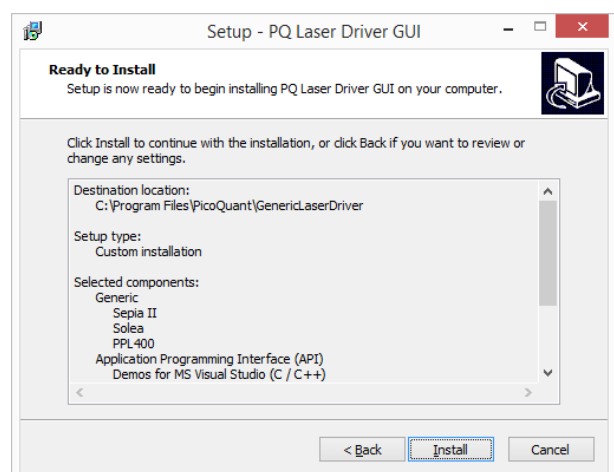 Setup - PQ Laser Driver GUI
Ready to Install
Setup is now ready to begin installing PQ Laser Driver GUI on your computer.
Click Install to continue with the installation, or click Back if you want to review or
change any settings.
Destination location:
C:\Program Files\PicoQuant\GenericLaserDriver
Setup type:
Custom installation
Selected components:
Generic
Sepia II
Solea
PPL400
Application Programming Interface (API)
Demos for MS Visual Studio (C / C++)
< Back
Install
Cancel